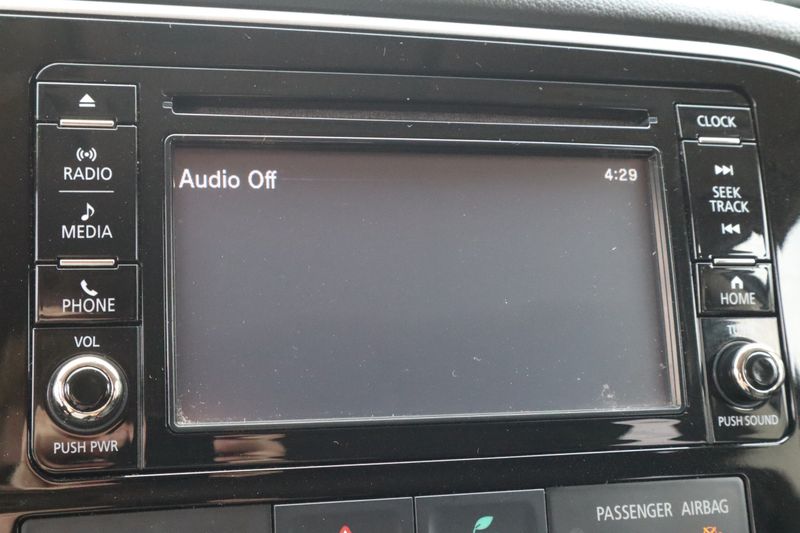 RADIO
MEDIA
PHONE
VOL
PUSH PWR
Audio Off
4:29
CLOCK
SEEK
TRACK
HOME
PUSH SOUND
PASSENGER AIRBAG